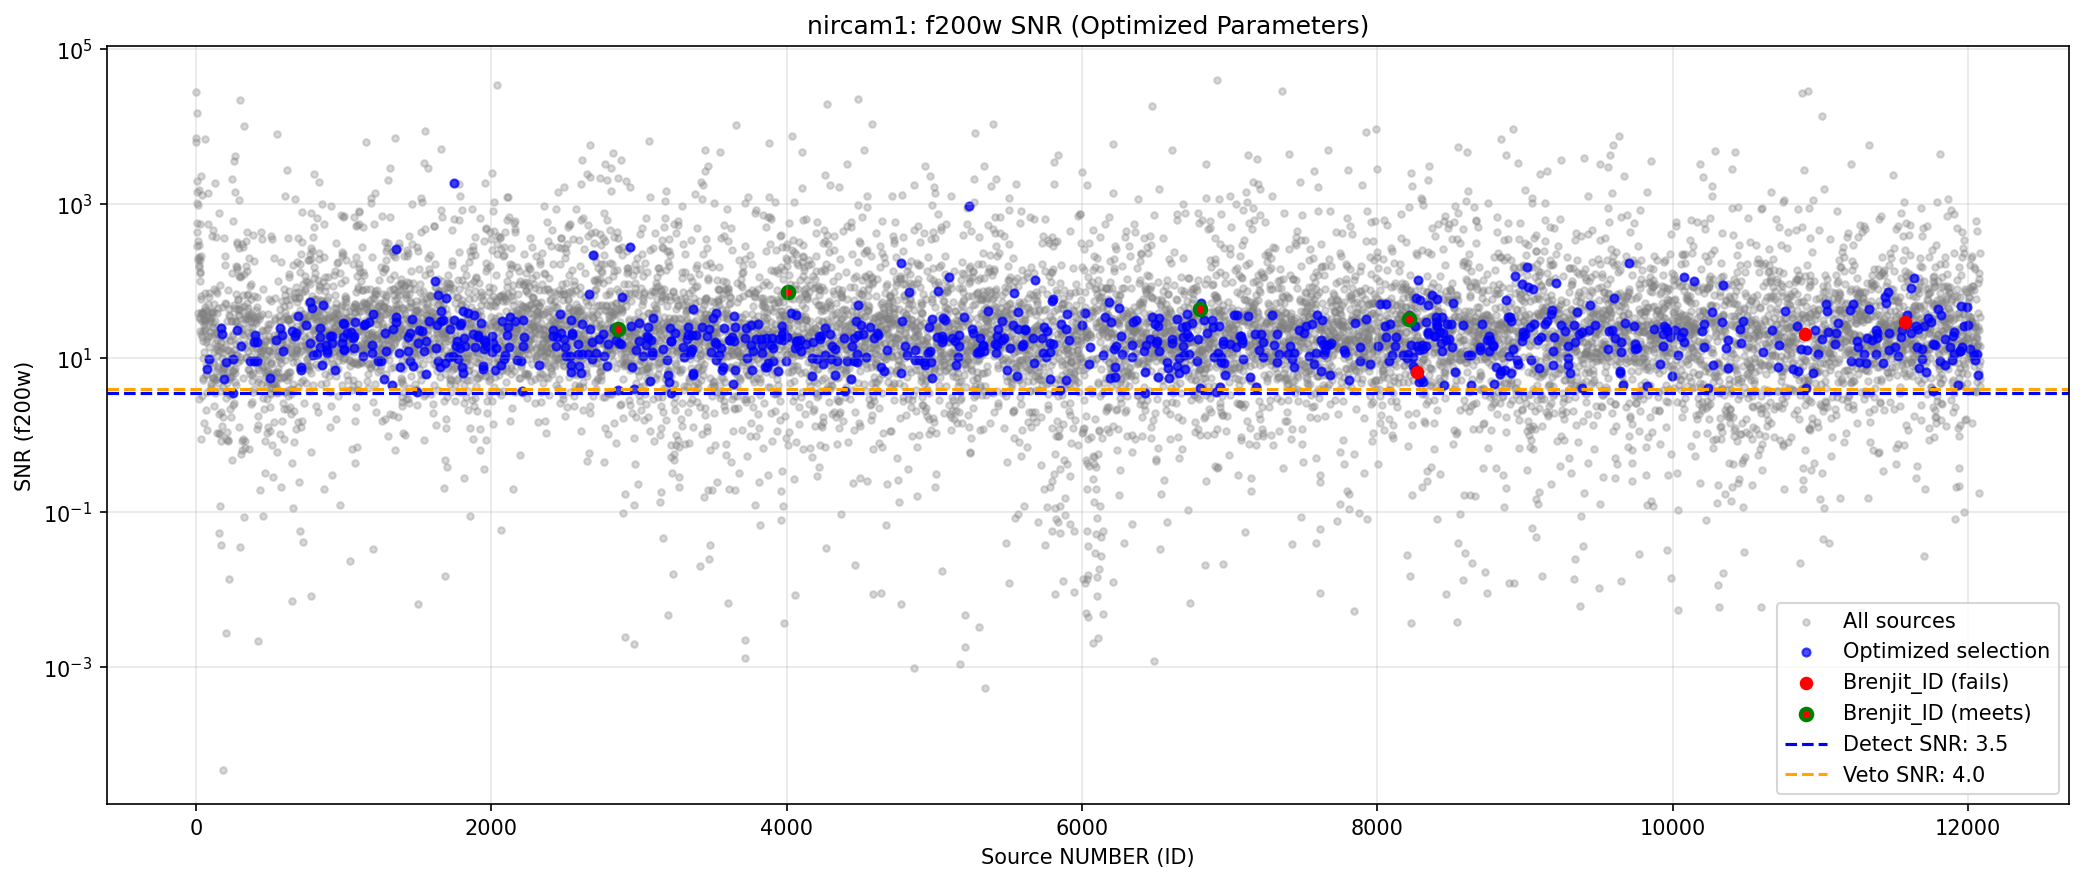 nircam1: f200w SNR (Optimized Parameters)
SNR (f200w)
10^5
10^3
10^1
10^−1
10^−3
0 2000 4000 6000 8000 10000 12000
Source NUMBER (ID)
All sources
Optimized selection
Brenjit_ID (fails)
Brenjit_ID (meets)
Detect SNR: 3.5
Veto SNR: 4.0